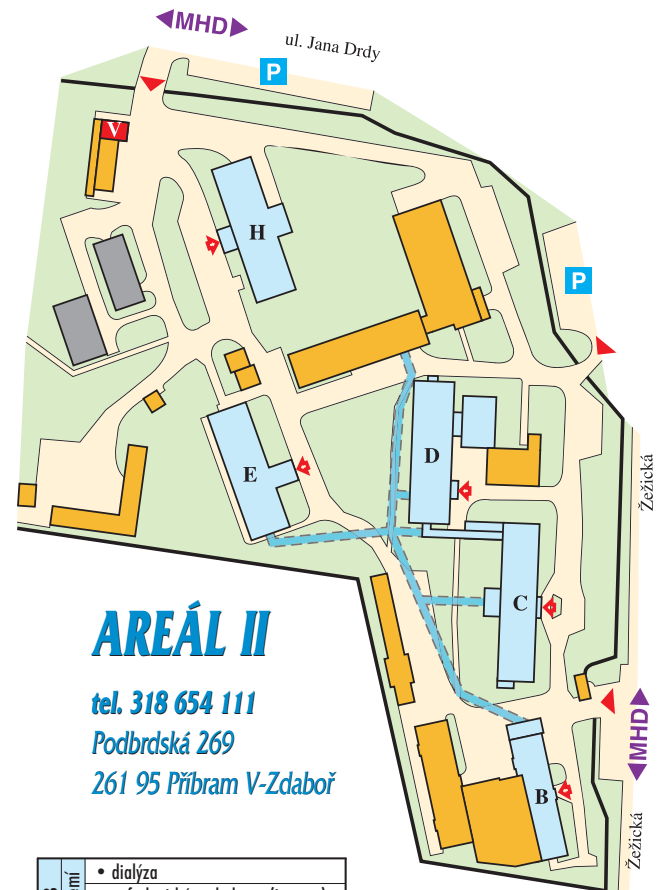 MHD
ul. Jana Drdy
P
V
H
P
D
E
Žežická
C
AREÁL II
tel. 318 654 111
Podbrdská 269
261 95 Příbram V-Zdaboř
MHD
B
Žežická
• dialýza